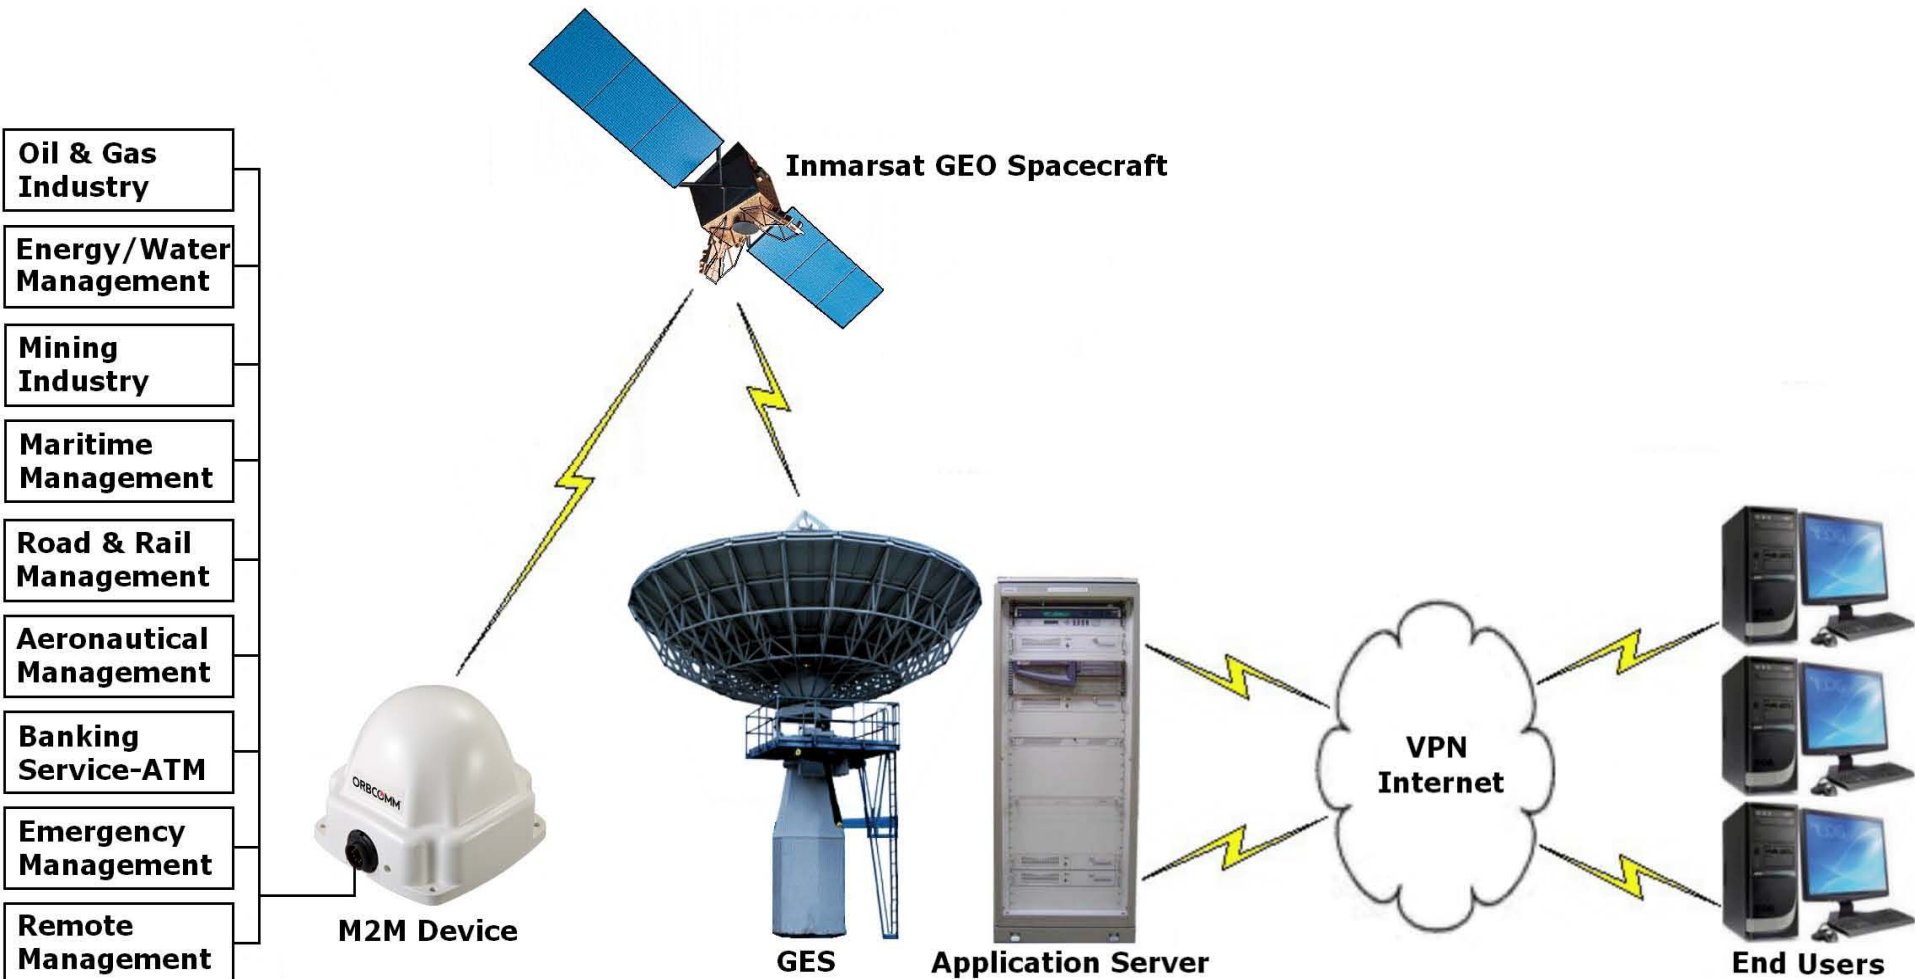 Inmarsat GEO Spacecraft
Oil & Gas
Industry
Energy/Water
Management
Mining
Industry
Maritime
Management
Road & Rail
Management
Aeronautical
Management
Banking
Service-ATM
Emergency
Management
Remote
Management
ORBCOMM
M2M Device
GES
Application Server
VPN
Internet
End Users